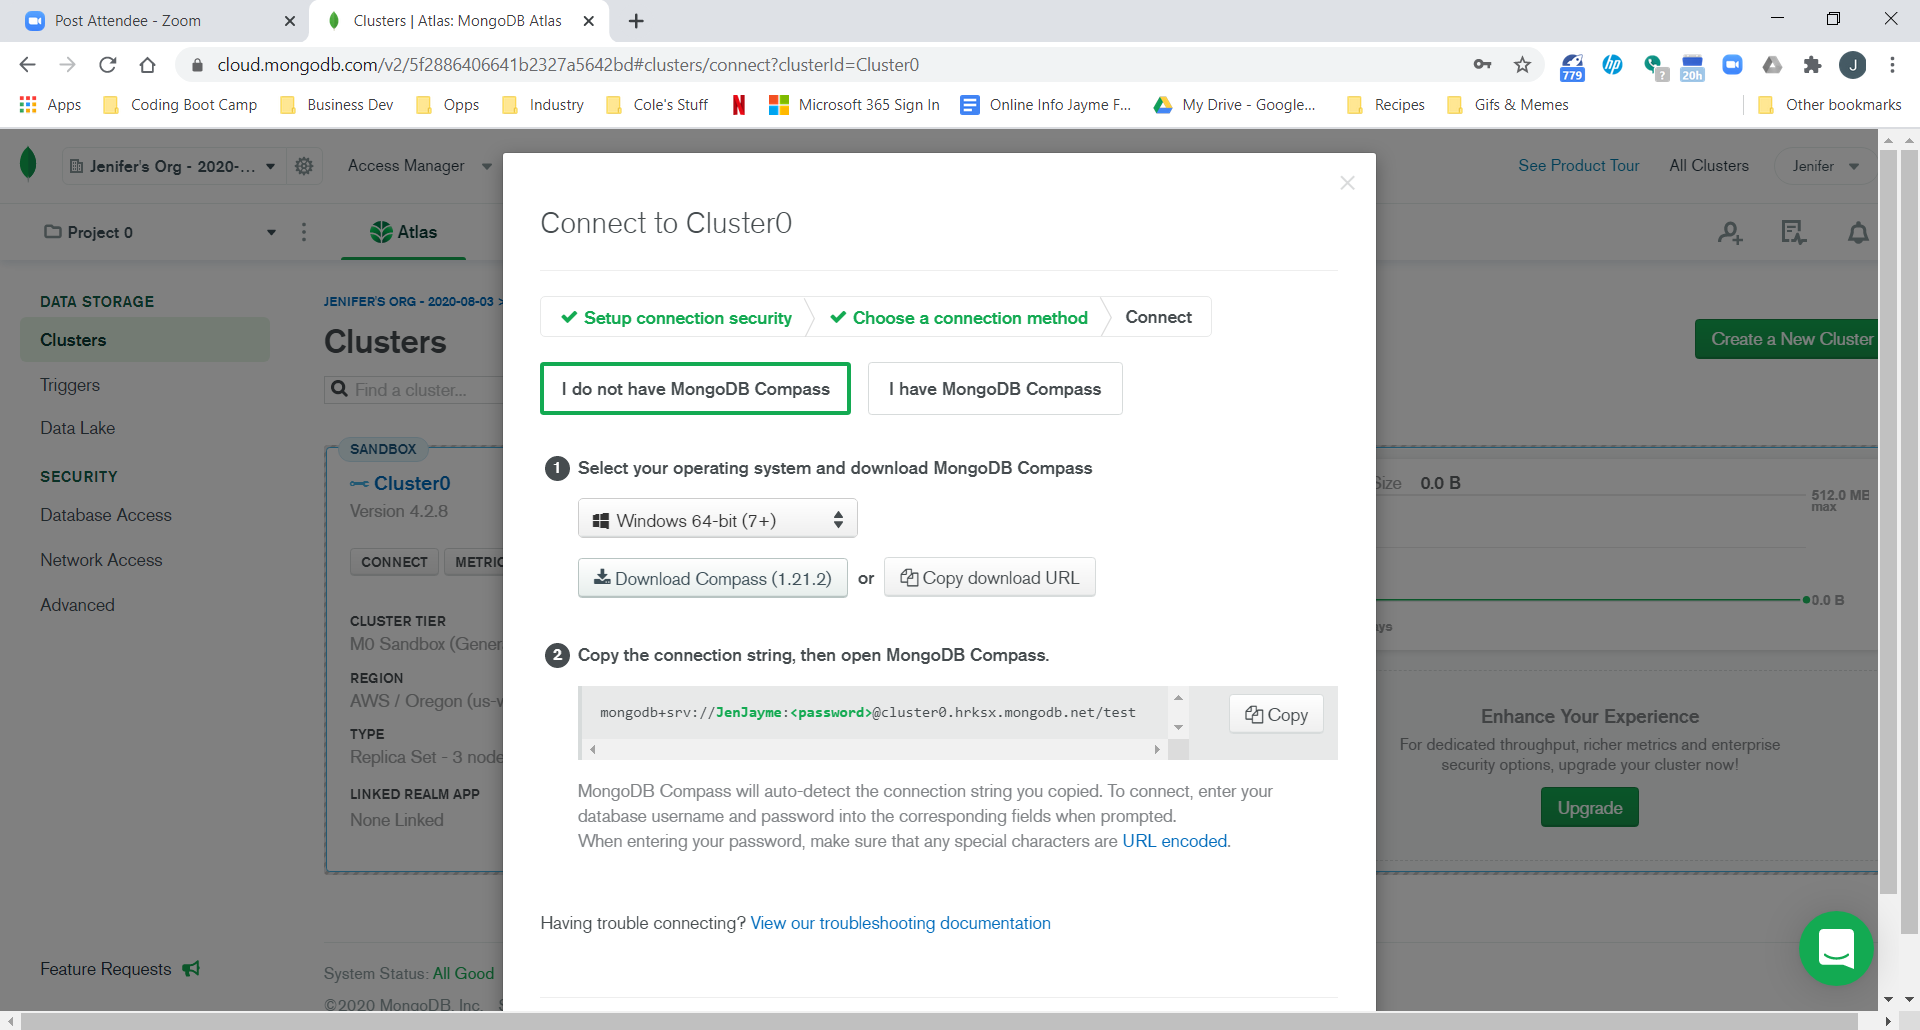 Post Attendee - Zoom
Clusters | Atlas: MongoDB Atlas
cloud.mongodb.com/v2/5f2886406641b2327a5642bd#clusters/connect?clusterId=Cluster0
779
hp
?
20h
J
Apps
Coding Boot Camp
Business Dev
Opps
Industry
Cole's Stuff
N
Microsoft 365 Sign In
Online Info Jayme F...
My Drive - Google...
Recipes
Gifs & Memes
Other bookmarks
Jenifer's Org - 2020-...
Access Manager
See Product Tour
All Clusters
Jenifer
Project 0
Atlas
DATA STORAGE
Clusters
Triggers
Data Lake
SECURITY
Database Access
Network Access
Advanced
Feature Requests
JENIFER'S ORG - 2020-08-03 >
Clusters
Find a cluster...
Create a New Cluster
SANDBOX
Cluster0
Version 4.2.8
CONNECT
METRIC
CLUSTER TIER
M0 Sandbox (Gener
REGION
AWS / Oregon (us-w
TYPE
Replica Set - 3 node
LINKED REALM APP
None Linked
System Status: All Good
©2020 MongoDB, Inc.
Connect to Cluster0
Setup connection security
Choose a connection method
Connect
I do not have MongoDB Compass
I have MongoDB Compass
1 Select your operating system and download MongoDB Compass
Windows 64-bit (7+)
Download Compass (1.21.2) or Copy download URL
2 Copy the connection string, then open MongoDB Compass.
mongodb+srv://JenJayme:<password>@cluster0.hrksx.mongodb.net/test
Copy
MongoDB Compass will auto-detect the connection string you copied. To connect, enter your
database username and password into the corresponding fields when prompted.
When entering your password, make sure that any special characters are URL encoded.
Having trouble connecting? View our troubleshooting documentation
Size 0.0 B
512.0 MB
max
0.0 B
ays
Enhance Your Experience
For dedicated throughput, richer metrics and enterprise
security options, upgrade your cluster now!
Upgrade